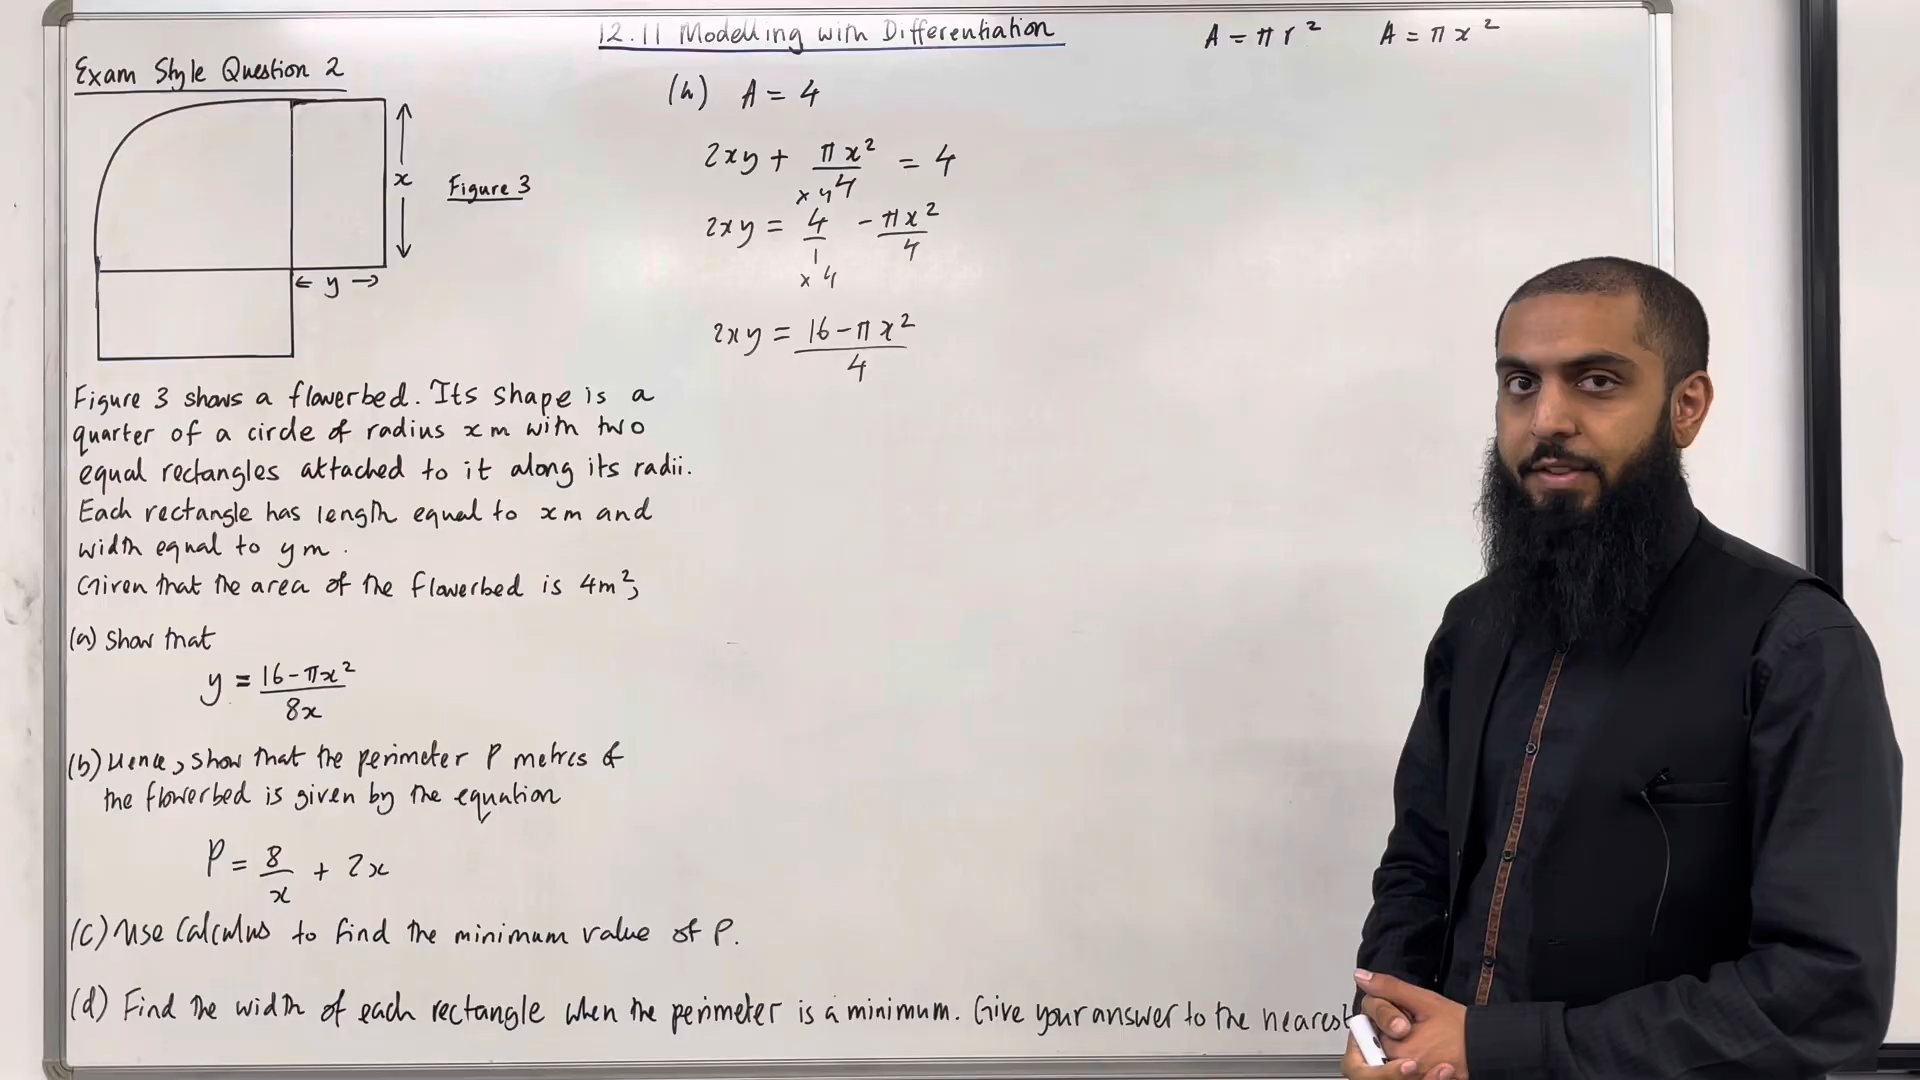 12.11 Modelling with Differentiation
A = πr² A = πx²
Exam Style Question 2
x
y
Figure 3
Figure 3 shows a flowerbed. Its shape is a
quarter of a circle of radius x m with two
equal rectangles attached to it along its radii.
Each rectangle has length equal to x m and
width equal to y m.
Given that the area of the flowerbed is 4m²,
(a) Show that
y = 16-πx² / 8x
(b) Hence, show that the perimeter P metres of
the flowerbed is given by the equation
P = 8/x + 2x
(c) Use Calculus to find the minimum value of P.
(d) Find the width of each rectangle when the perimeter is a minimum. Give your answer to the nearest
(a) A = 4
2xy + πx²/4 = 4
×4
2xy = 4/1 - πx²/4
×4
2xy = 16-πx² / 4